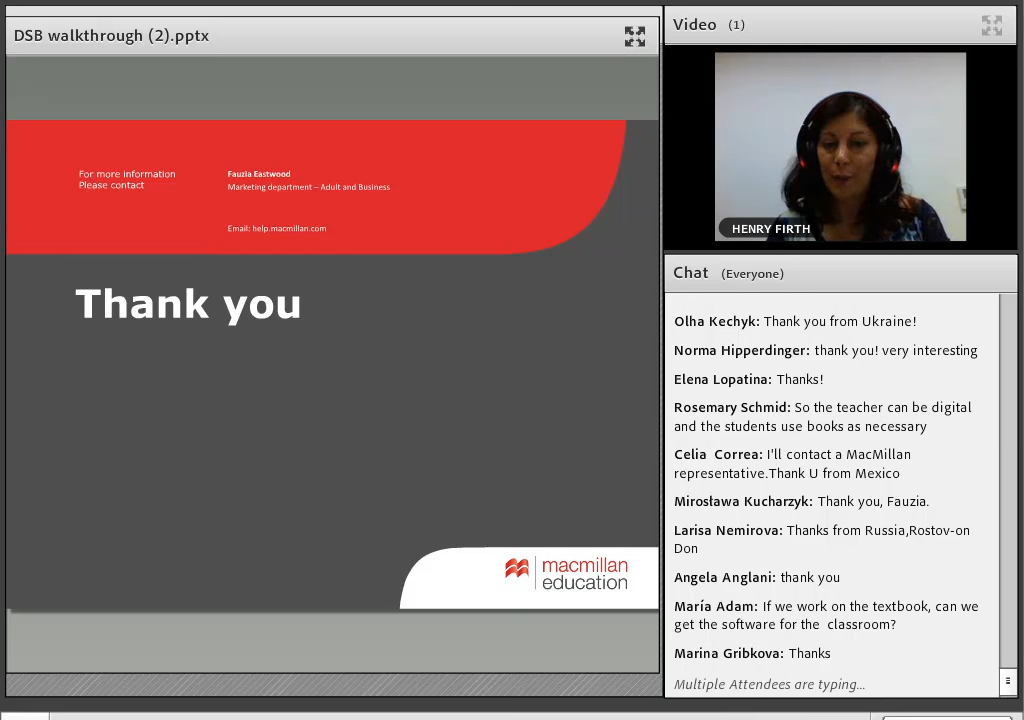 DSB walkthrough (2).pptx
For more information
Please contact
Fauzia Eastwood
Marketing department – Adult and Business
Email: help.macmillan.com
Thank you
macmillan
education
Video (1)
HENRY FIRTH
Chat (Everyone)
Olha Kechyk: Thank you from Ukraine!
Norma Hipperdinger: thank you! very interesting
Elena Lopatina: Thanks!
Rosemary Schmid: So the teacher can be digital
and the students use books as necessary
Celia Correa: I'll contact a MacMillan
representative.Thank U from Mexico
Mirosława Kucharzyk: Thank you, Fauzia.
Larisa Nemirova: Thanks from Russia,Rostov-on
Don
Angela Anglani: thank you
María Adam: If we work on the textbook, can we
get the software for the classroom?
Marina Gribkova: Thanks
Multiple Attendees are typing...